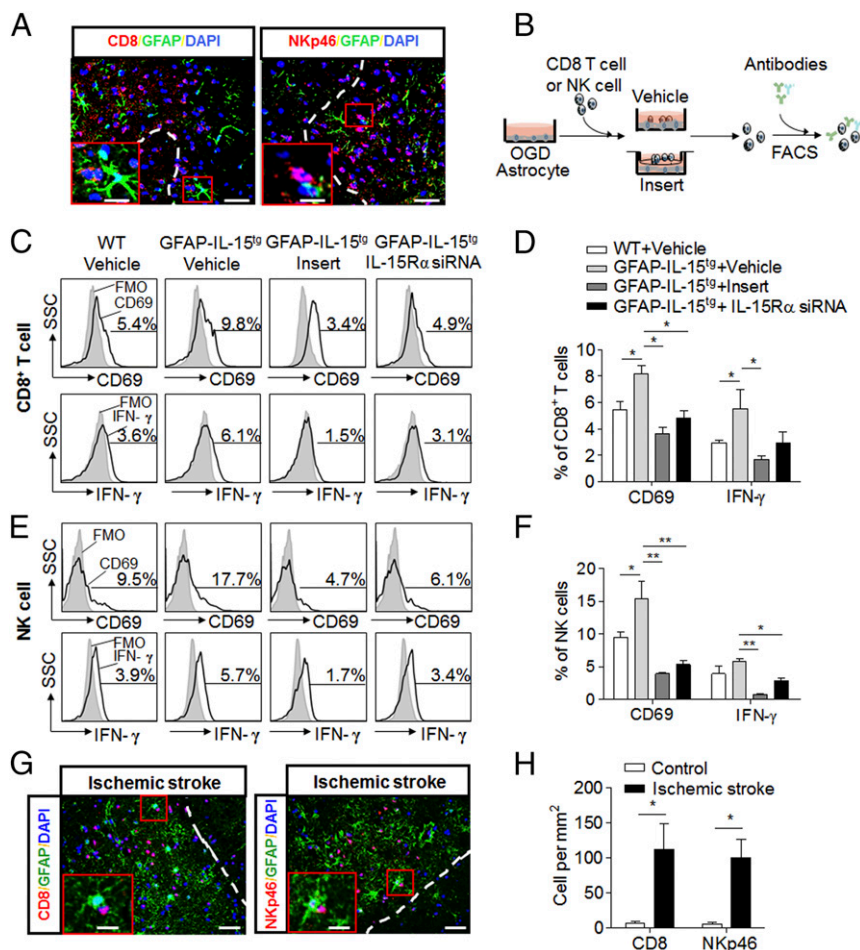 A
CD8/GFAP/DAPI
NKp46/GFAP/DAPI
B
CD8 T cell
or NK cell
Antibodies
Vehicle
OGD
Astrocyte
Insert
FACS
C
WT
Vehicle
GFAP-IL-15tg
Vehicle
GFAP-IL-15tg
Insert
GFAP-IL-15tg
IL-15Rα siRNA
CD8+ T cell
SSC
FMO
CD69
5.4%
9.8%
3.4%
4.9%
CD69
CD69
CD69
CD69
SSC
FMO
IFN-γ
3.6%
6.1%
1.5%
3.1%
IFN-γ
IFN-γ
IFN-γ
IFN-γ
D
WT+Vehicle
GFAP-IL-15tg+Vehicle
GFAP-IL-15tg+Insert
GFAP-IL-15tg+ IL-15Rα siRNA
% of CD8+ T cells
10
8
6
4
2
0
* * *
* *
CD69
IFN-γ
E
NK cell
SSC
FMO
CD69
9.5%
17.7%
4.7%
6.1%
CD69
CD69
CD69
CD69
SSC
FMO
IFN-γ
3.9%
5.7%
1.7%
3.4%
IFN-γ
IFN-γ
IFN-γ
IFN-γ
F
% of NK cells
20
15
10
5
0
* ** **
** *
CD69
IFN-γ
G
Ischemic stroke
CD8/GFAP/DAPI
Ischemic stroke
NKp46/GFAP/DAPI
H
Control
Ischemic stroke
Cell per mm2
200
150
100
50
0
*
*
CD8
NKp46